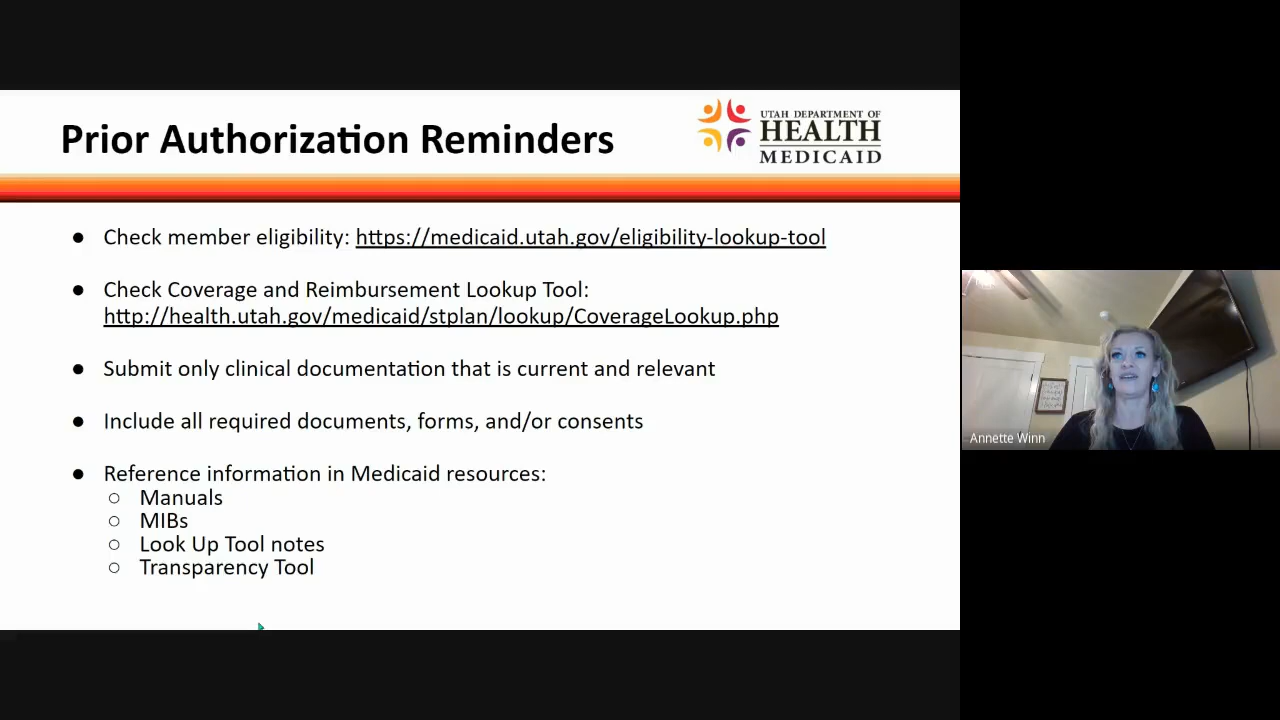 Prior Authorization Reminders
UTAH DEPARTMENT OF
HEALTH
MEDICAID
● Check member eligibility: https://medicaid.utah.gov/eligibility-lookup-tool
● Check Coverage and Reimbursement Lookup Tool:
http://health.utah.gov/medicaid/stplan/lookup/CoverageLookup.php
● Submit only clinical documentation that is current and relevant
● Include all required documents, forms, and/or consents
● Reference information in Medicaid resources:
○ Manuals
○ MIBs
○ Look Up Tool notes
○ Transparency Tool
Annette Winn